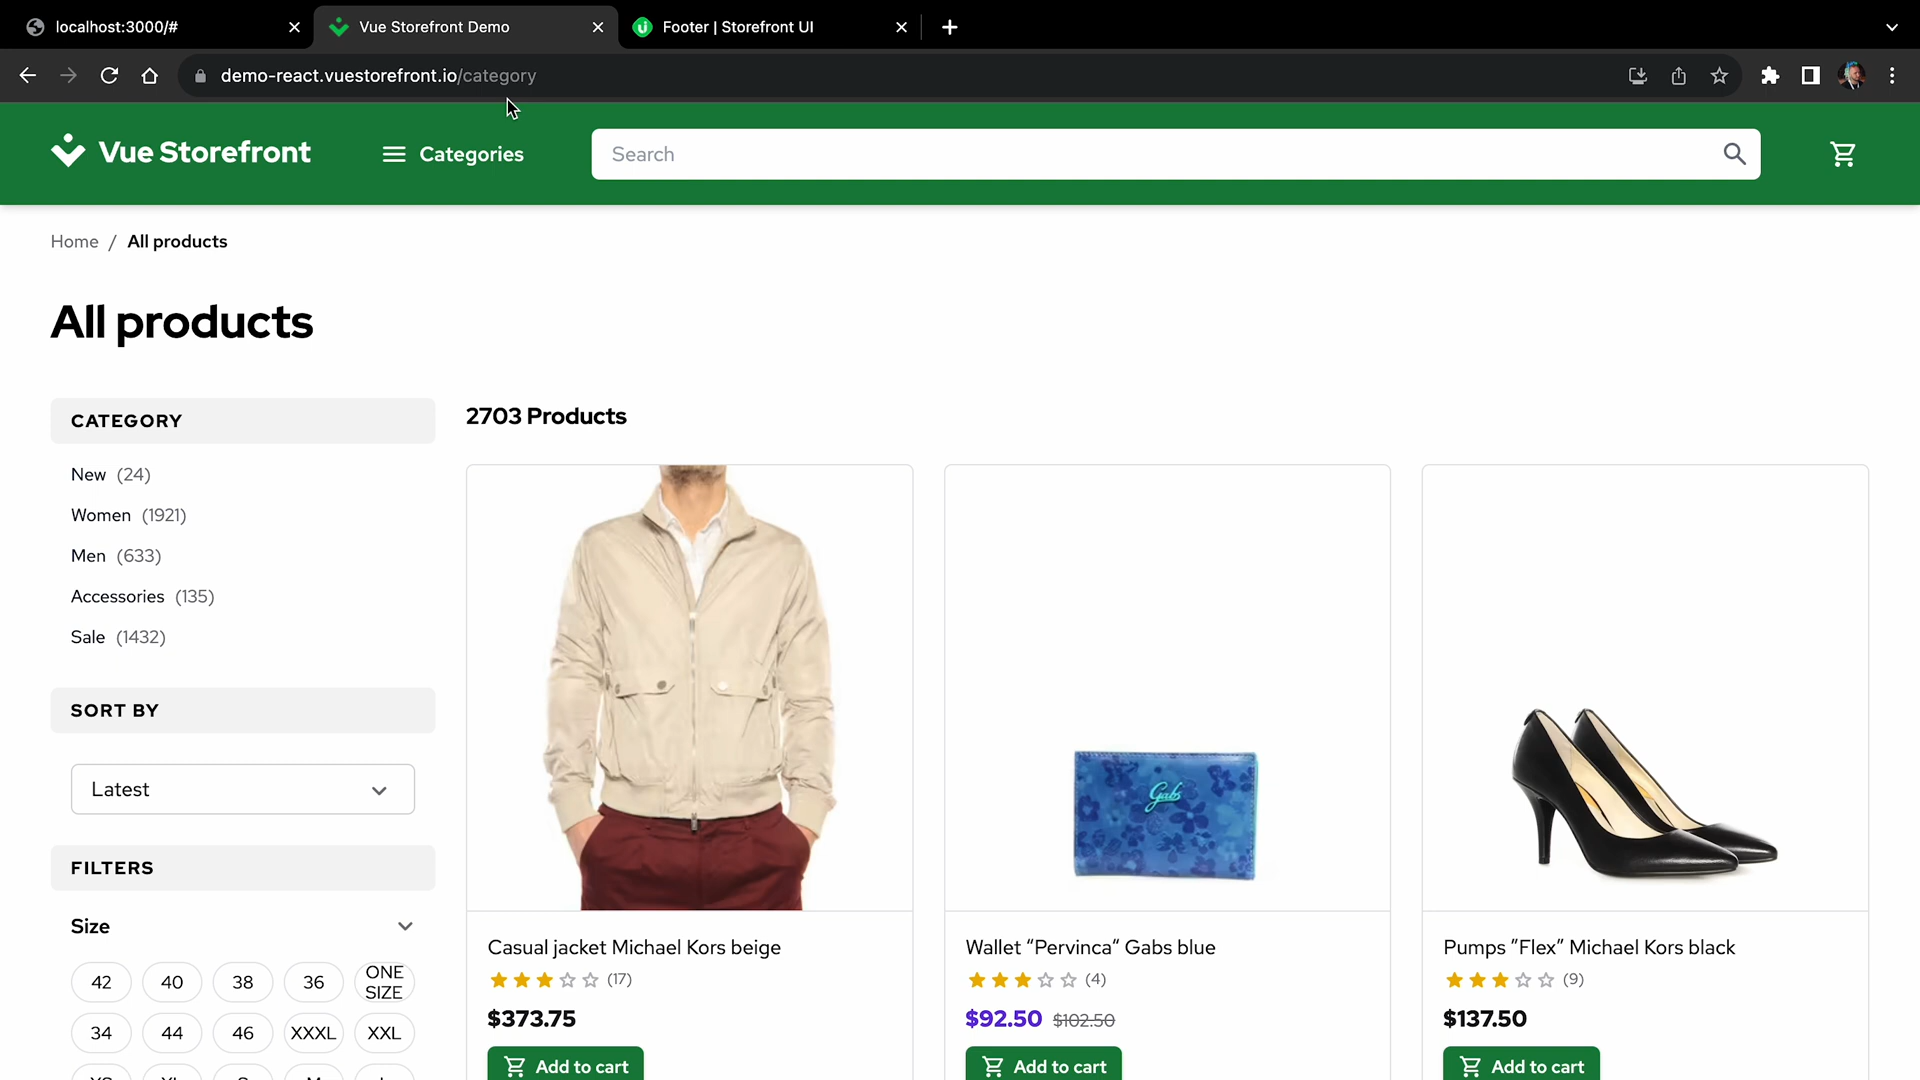 localhost:3000/#
Vue Storefront Demo
Footer | Storefront UI
demo-react.vuestorefront.io/category
Vue Storefront
Categories
Search
Home / All products
All products
CATEGORY
New (24)
Women (1921)
Men (633)
Accessories (135)
Sale (1432)
SORT BY
Latest
FILTERS
Size
42 40 38 36 ONE SIZE
34 44 46 XXXL XXL
2703 Products
Gabs
Casual jacket Michael Kors beige
(17)
$373.75
Add to cart
Wallet “Pervinca“ Gabs blue
(4)
$92.50 $102.50
Add to cart
Pumps ”Flex” Michael Kors black
(9)
$137.50
Add to cart